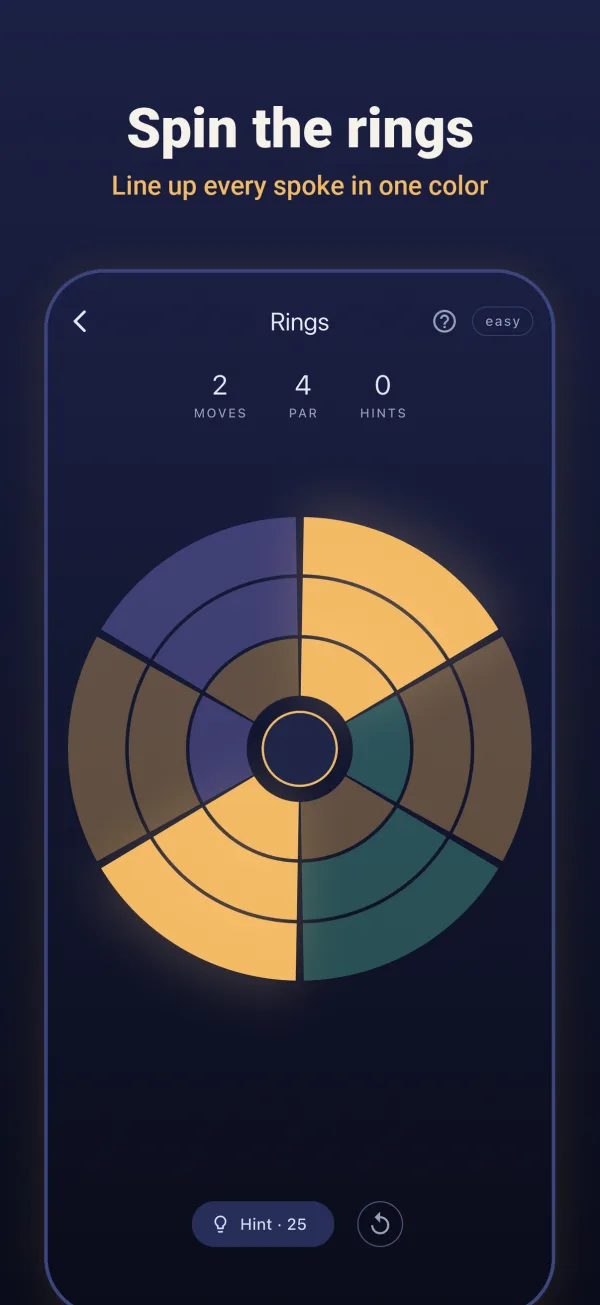 Spin the rings
Line up every spoke in one color
Rings
?
easy
2 4 0
MOVES PAR HINTS
Hint · 25